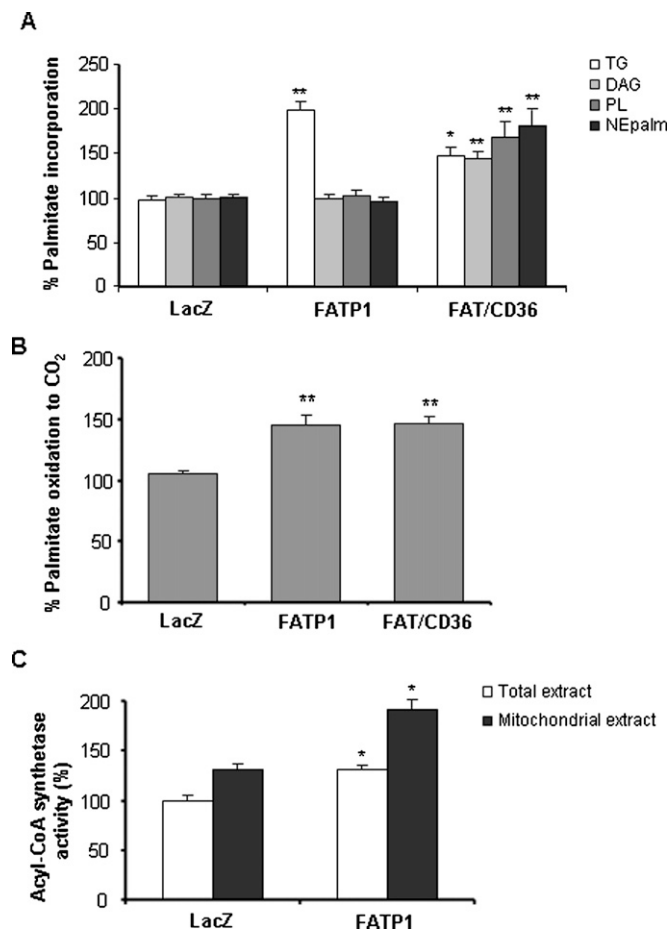 A
% Palmitate incorporation
250
200
150
100
50
0
**
*
**
**
**
LacZ
FATP1
FAT/CD36
TG
DAG
PL
NEpalm
B
% Palmitate oxidation to CO₂
200
150
100
50
0
**
**
LacZ
FATP1
FAT/CD36
C
Acyl-CoA synthetase
activity (%)
200
150
100
50
0
*
*
LacZ
FATP1
Total extract
Mitochondrial extract